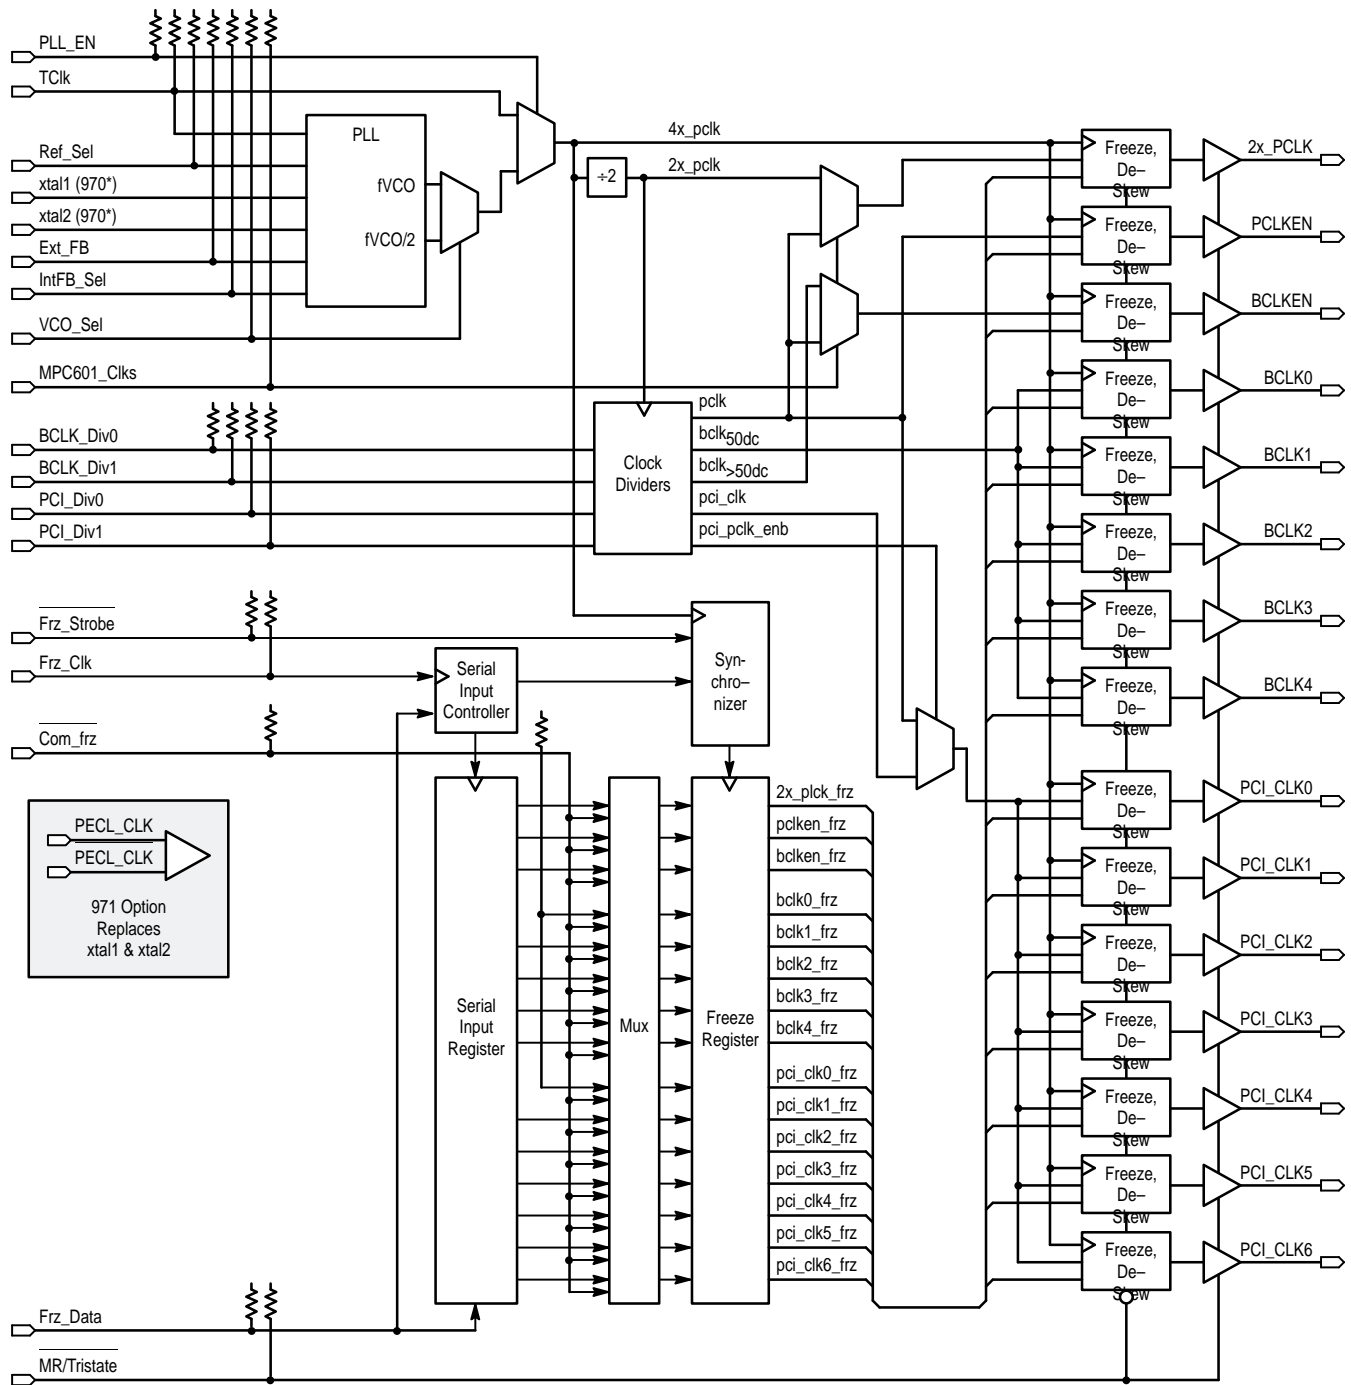 PLL_EN
TClk
PLL
4x_pclk
Ref_Sel
xtal1 (970*)
xtal2 (970*)
Ext_FB
IntFB_Sel
VCO_Sel
MPC601_Clks
fVCO
fVCO/2
÷2
2x_pclk
BCLK_Div0
BCLK_Div1
PCI_Div0
PCI_Div1
Clock
Dividers
pclk
bclk50dc
bclk>50dc
pci_clk
pci_pclk_enb
Frz_Strobe
Frz_Clk
Com_frz
Serial
Input
Controller
Syn-
chro–
nizer
PECL_CLK
PECL_CLK
971 Option
Replaces
xtal1 & xtal2
Serial
Input
Register
Mux
Freeze
Register
2x_plck_frz
pclken_frz
bclken_frz
bclk0_frz
bclk1_frz
bclk2_frz
bclk3_frz
bclk4_frz
pci_clk0_frz
pci_clk1_frz
pci_clk2_frz
pci_clk3_frz
pci_clk4_frz
pci_clk5_frz
pci_clk6_frz
Frz_Data
MR/Tristate
Freeze,
De–
Skew
2x_PCLK
Freeze,
De–
Skew
PCLKEN
Freeze,
De–
Skew
BCLKEN
Freeze,
De–
Skew
BCLK0
Freeze,
De–
Skew
BCLK1
Freeze,
De–
Skew
BCLK2
Freeze,
De–
Skew
BCLK3
Freeze,
De–
Skew
BCLK4
Freeze,
De–
Skew
PCI_CLK0
Freeze,
De–
Skew
PCI_CLK1
Freeze,
De–
Skew
PCI_CLK2
Freeze,
De–
Skew
PCI_CLK3
Freeze,
De–
Skew
PCI_CLK4
Freeze,
De–
Skew
PCI_CLK5
Freeze,
De–
Skew
PCI_CLK6